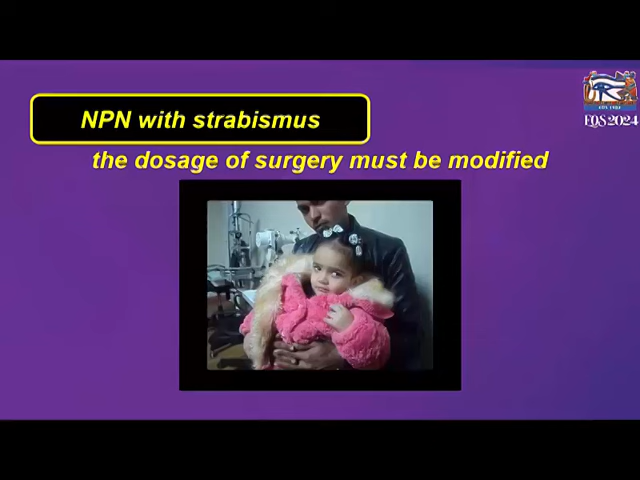 NPN with strabismus
the dosage of surgery must be modified
EOS 2024